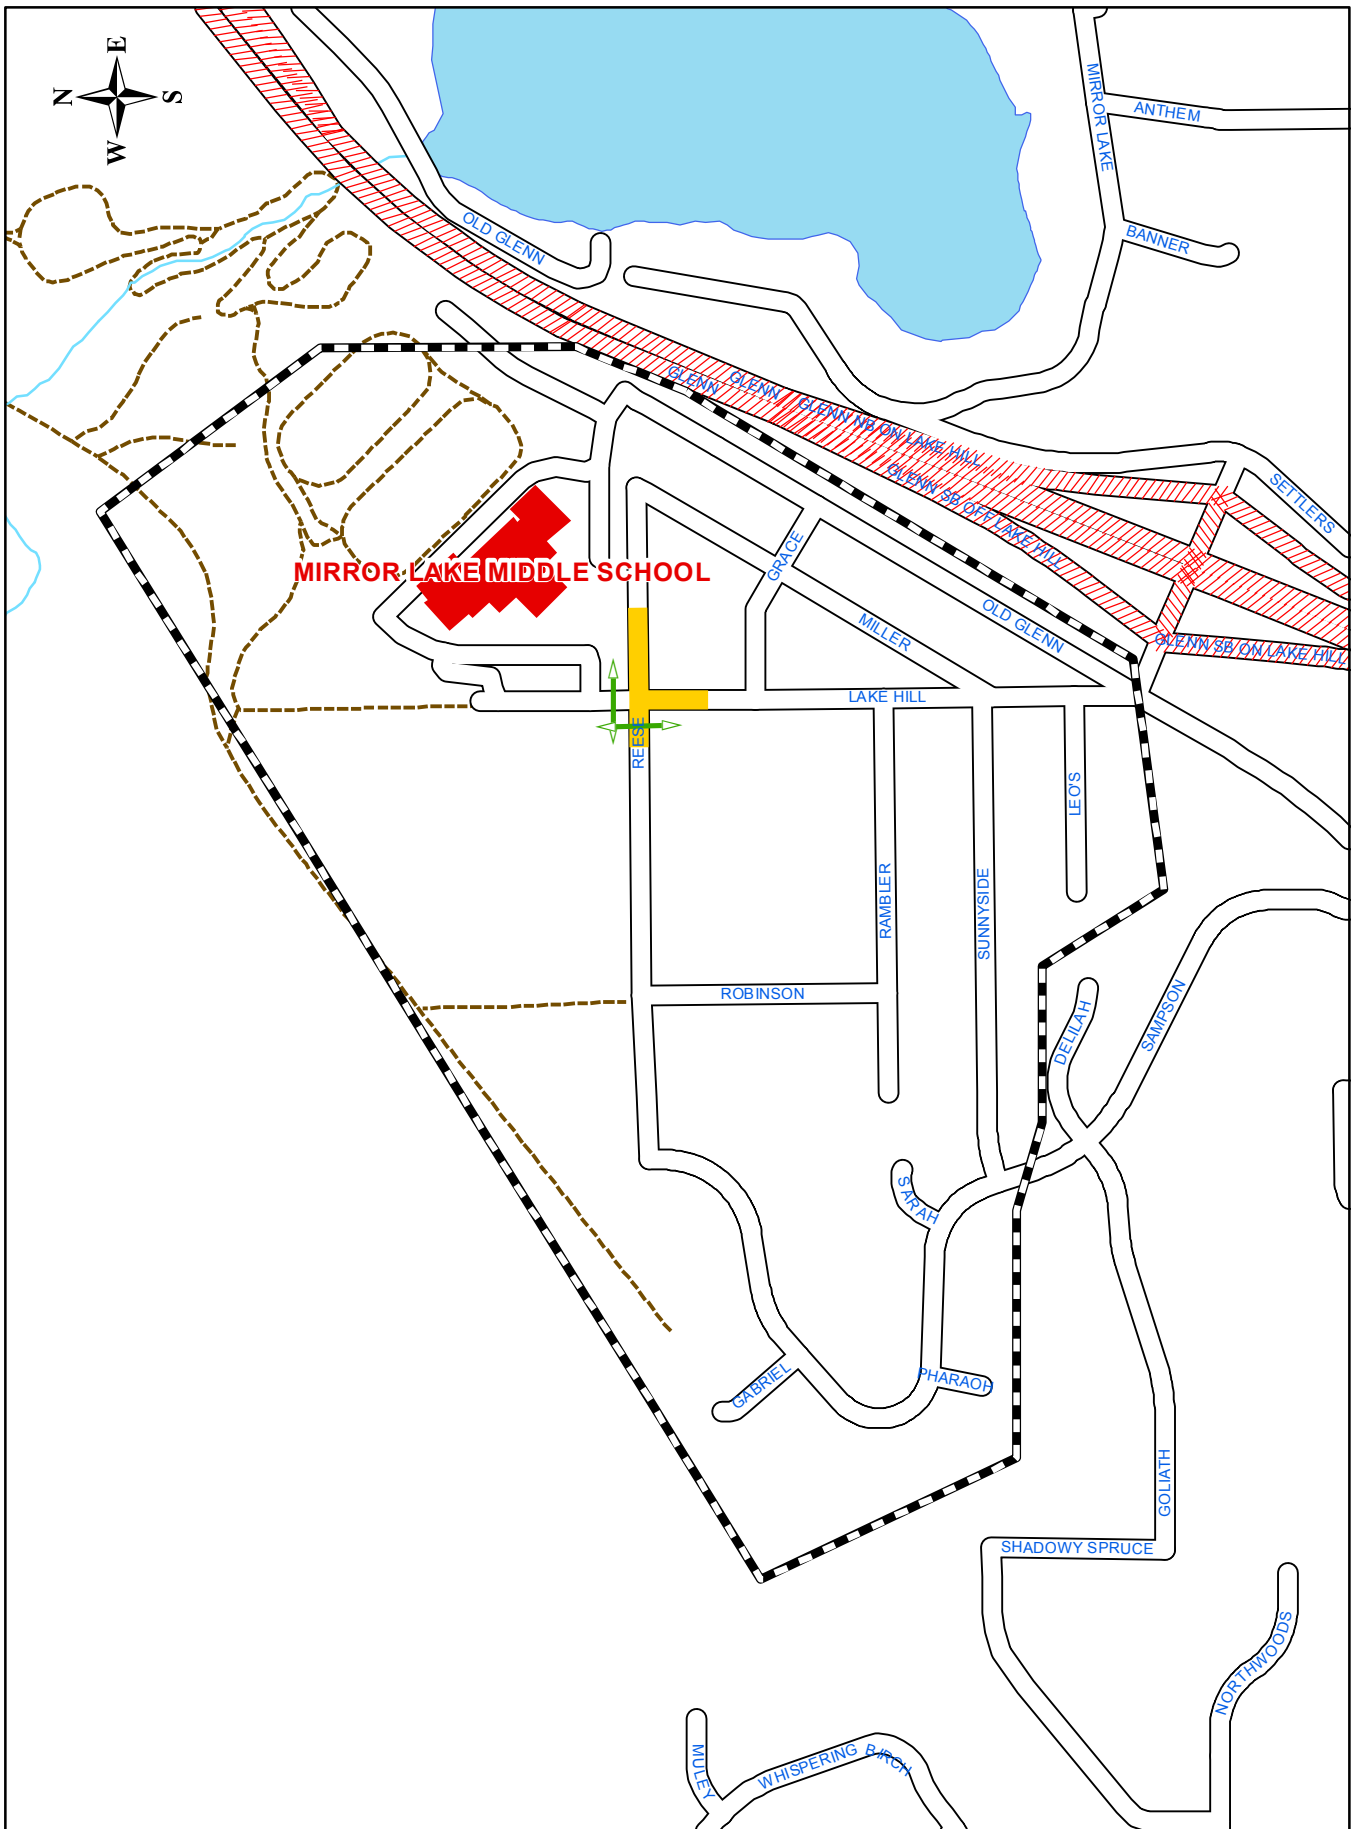 E
N
S
W
MIRROR LAKE
ANTHEM
OLD GLENN
BANNER
GLENN
GLENN
GLENN NB ON LAKE HILL
GLENN SB OFF LAKE HILL
SETTLERS
GRACE
MIRROR LAKE MIDDLE SCHOOL
MILLER
OLD GLENN
GLENN SB ON LAKE HILL
LAKE HILL
REESE
LEO'S
RAMBLER
SUNNYSIDE
ROBINSON
DELILAH
SAMPSON
SARAH
GABRIEL
PHARAOH
GOLIATH
SHADOWY SPRUCE
NORTHWOODS
MULEY
WHISPERING BIRCH